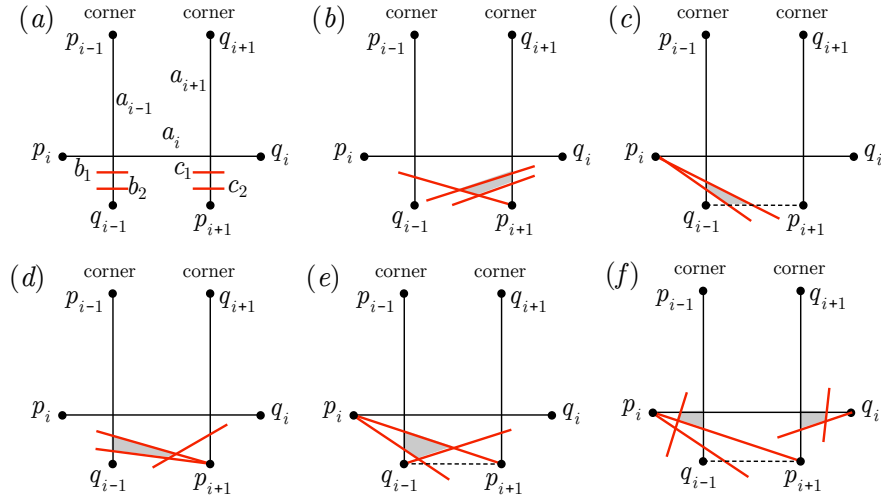 (a) corner corner (b) corner corner (c) corner corner
p_{i-1} q_{i+1} p_{i-1} q_{i+1} p_{i-1} q_{i+1}
a_{i+1}
a_{i-1}
a_i
p_i q_i p_i q_i p_i q_i
b_1 c_1
b_2 c_2
q_{i-1} p_{i+1} q_{i-1} p_{i+1} q_{i-1} p_{i+1}
(d) corner corner (e) corner corner (f) corner corner
p_{i-1} q_{i+1} p_{i-1} q_{i+1} p_{i-1} q_{i+1}
p_i q_i p_i q_i p_i q_i
q_{i-1} p_{i+1} q_{i-1} p_{i+1} q_{i-1} p_{i+1}